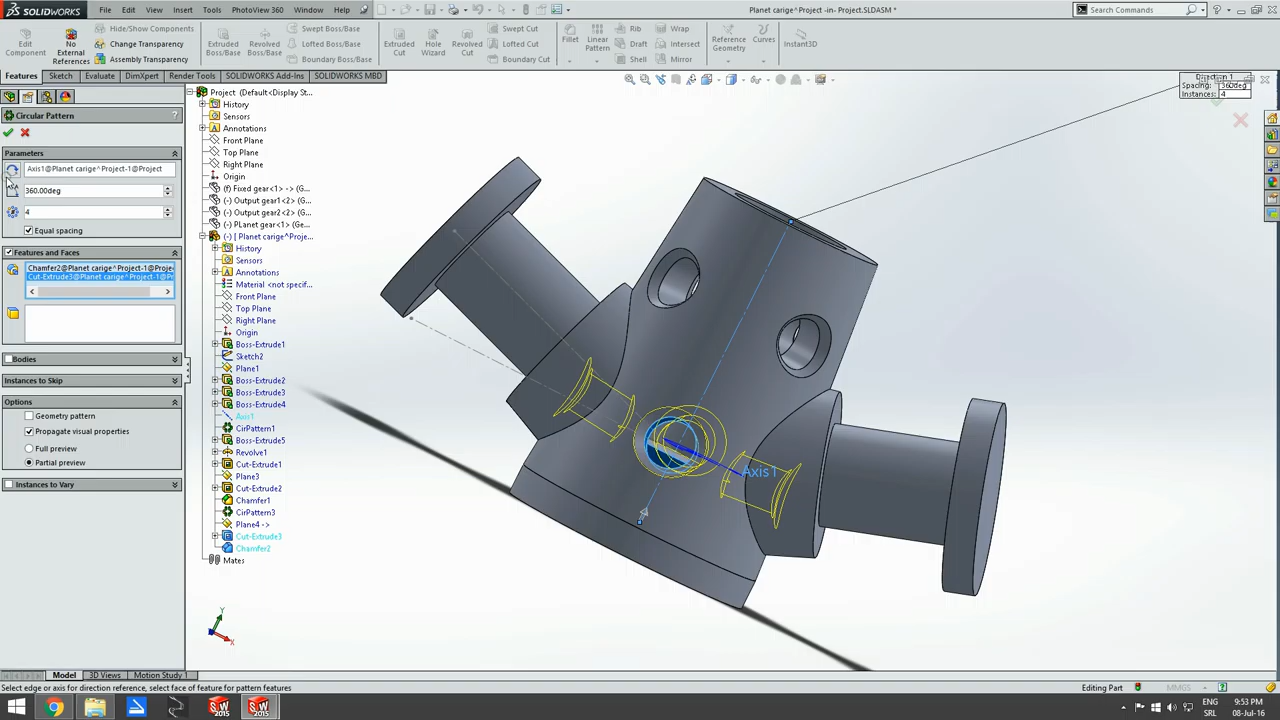 SOLIDWORKS
File
Edit
View
Insert
Tools
PhotoView 360
Window
Help
Planet carige^Project -in- Project.SLDASM *
Search Commands
Edit
Component
No
External
References
Hide/Show Components
Change Transparency
Assembly Transparency
Extruded
Boss/Base
Revolved
Boss/Base
Swept Boss/Base
Lofted Boss/Base
Boundary Boss/Base
Extruded
Cut
Hole
Wizard
Revolved
Cut
Swept Cut
Lofted Cut
Boundary Cut
Fillet
Linear
Pattern
Rib
Draft
Shell
Wrap
Intersect
Mirror
Reference
Geometry
Curves
Instant3D
Features
Sketch
Evaluate
DimXpert
Render Tools
SOLIDWORKS Add-Ins
SOLIDWORKS MBD
Circular Pattern
?
Parameters
Axis1@Planet carige^Project-1@Project
360.00deg
4
Equal spacing
Features and Faces
Chamfer2@Planet carige^Project-1@Proje
Cut-Extrude3@Planet carige^Project-1@Pr
Bodies
Instances to Skip
Options
Geometry pattern
Propagate visual properties
Full preview
Partial preview
Instances to Vary
Project (Default<Display St...
History
Sensors
Annotations
Front Plane
Top Plane
Right Plane
Origin
(f) Fixed gear<1> -> (G...
(-) Output gear1<2> (G...
(-) Output gear2<2> (G...
(-) PLanet gear<1> (Ge...
(-) [ Planet carige^Proje...
History
Sensors
Annotations
Material <not specif...
Front Plane
Top Plane
Right Plane
Origin
Boss-Extrude1
Sketch2
Plane1
Boss-Extrude2
Boss-Extrude3
Boss-Extrude4
Axis1
CirPattern1
Boss-Extrude5
Revolve1
Cut-Extrude1
Plane3
Cut-Extrude2
Chamfer1
CirPattern3
Plane4 ->
Cut-Extrude3
Chamfer2
Mates
Direction 1
Spacing: 360deg
Instances: 4
Axis1
Y
X
Model
3D Views
Motion Study 1
Select edge or axis for direction reference, select face of feature for pattern features
Editing Part
MMGS
2015
2015
ENG
SRL
9:53 PM
08-Jul-16